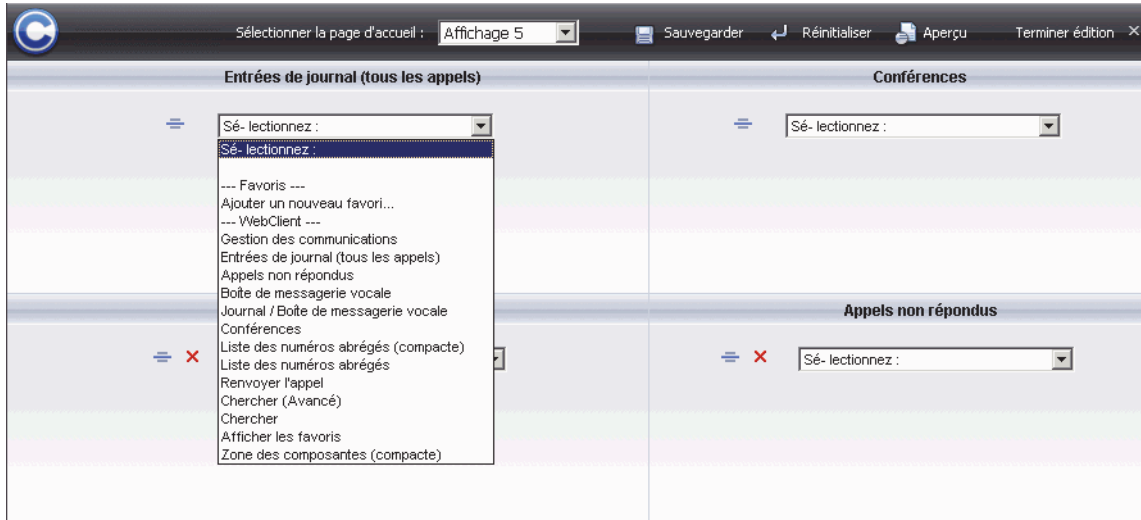 Sélectionner la page d'accueil : Affichage 5 Sauvegarder Réinitialiser Aperçu Terminer édition ×
Entrées de journal (tous les appels) Conférences
Sé- lectionnez : Sé- lectionnez :
Sé- lectionnez :
--- Favoris ---
Ajouter un nouveau favori...
--- WebClient ---
Gestion des communications
Entrées de journal (tous les appels)
Appels non répondus
Boîte de messagerie vocale
Journal / Boîte de messagerie vocale
Conférences
Liste des numéros abrégés (compacte)
Liste des numéros abrégés
Renvoyer l'appel
Chercher (Avancé)
Chercher
Afficher les favoris
Zone des composantes (compacte)
Appels non répondus
Sé- lectionnez :